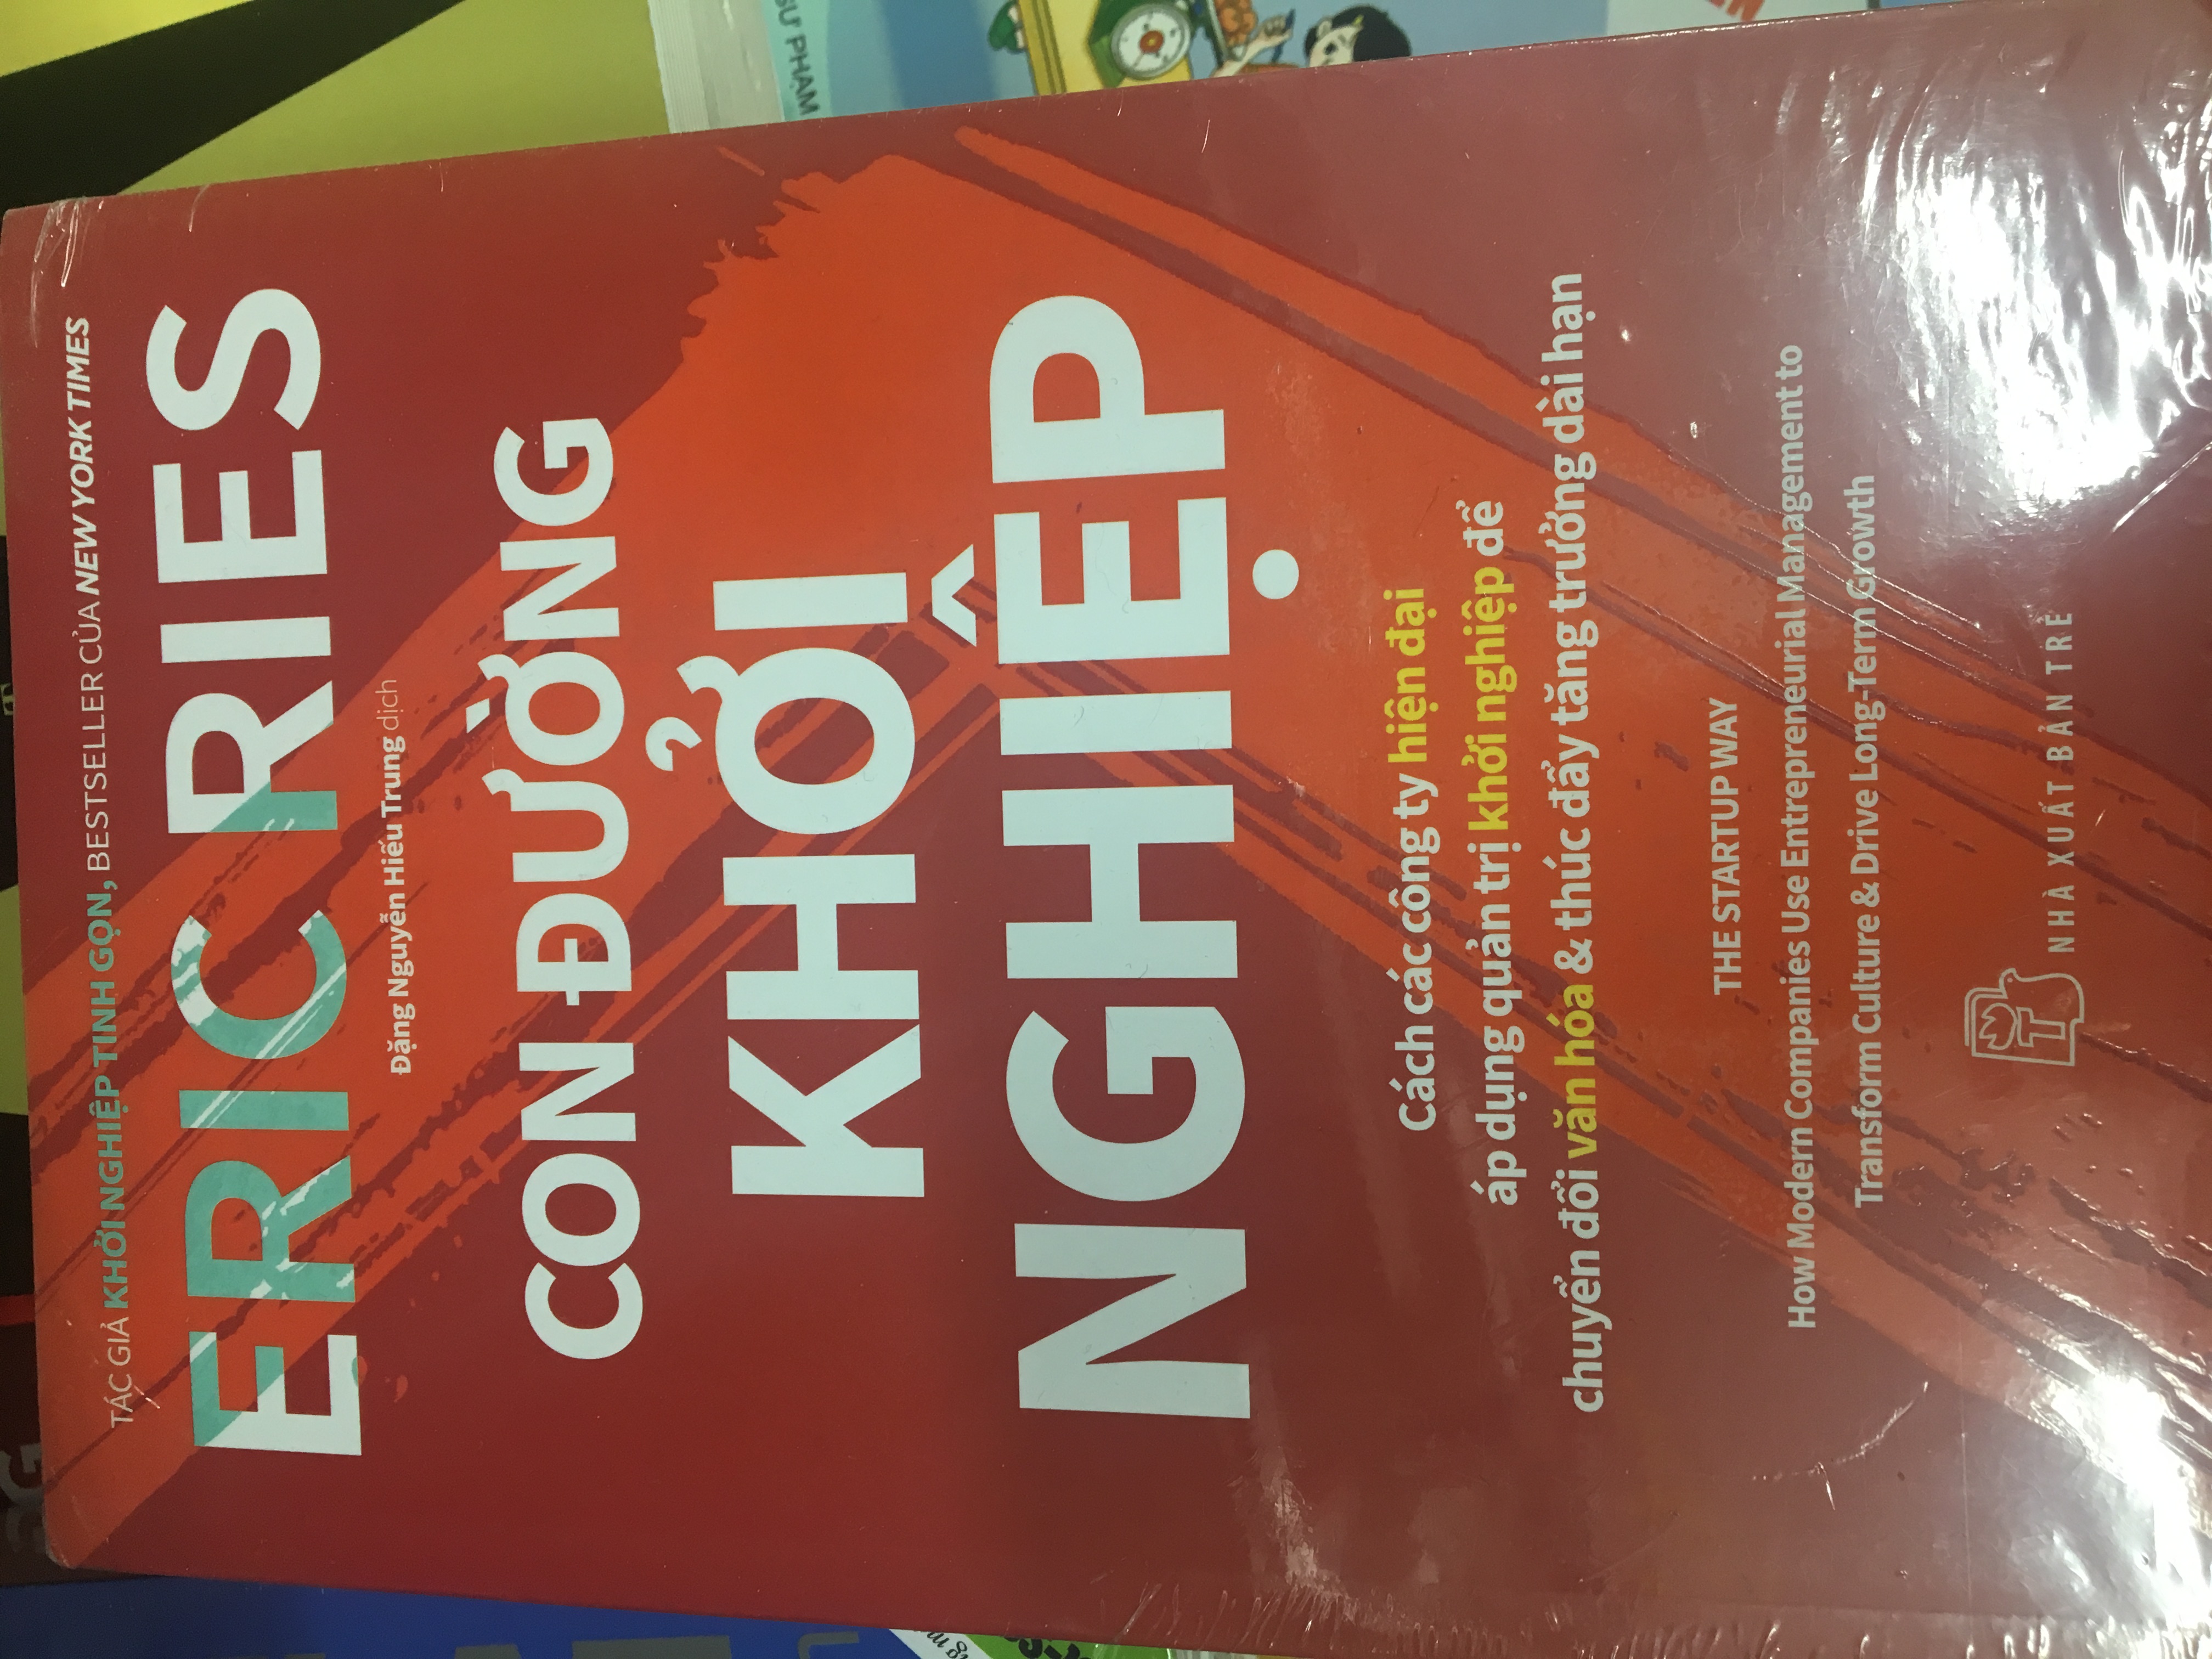 TÁC GIẢ KHỞI NGHIỆP TINH GỌN, BESTSELLER CỦA NEW YORK TIMES
ERIC RIES
Đặng Nguyễn Hiếu Trung dịch
CON ĐƯỜNG
KHỞI
NGHIỆP
Cách các công ty hiện đại
áp dụng quản trị khởi nghiệp để
chuyển đổi văn hóa & thúc đẩy tăng trưởng dài hạn
THE STARTUP WAY
How Modern Companies Use Entrepreneurial Management to
Transform Culture & Drive Long-Term Growth
NHÀ XUẤT BẢN TRẺ
SƯ PHẠM